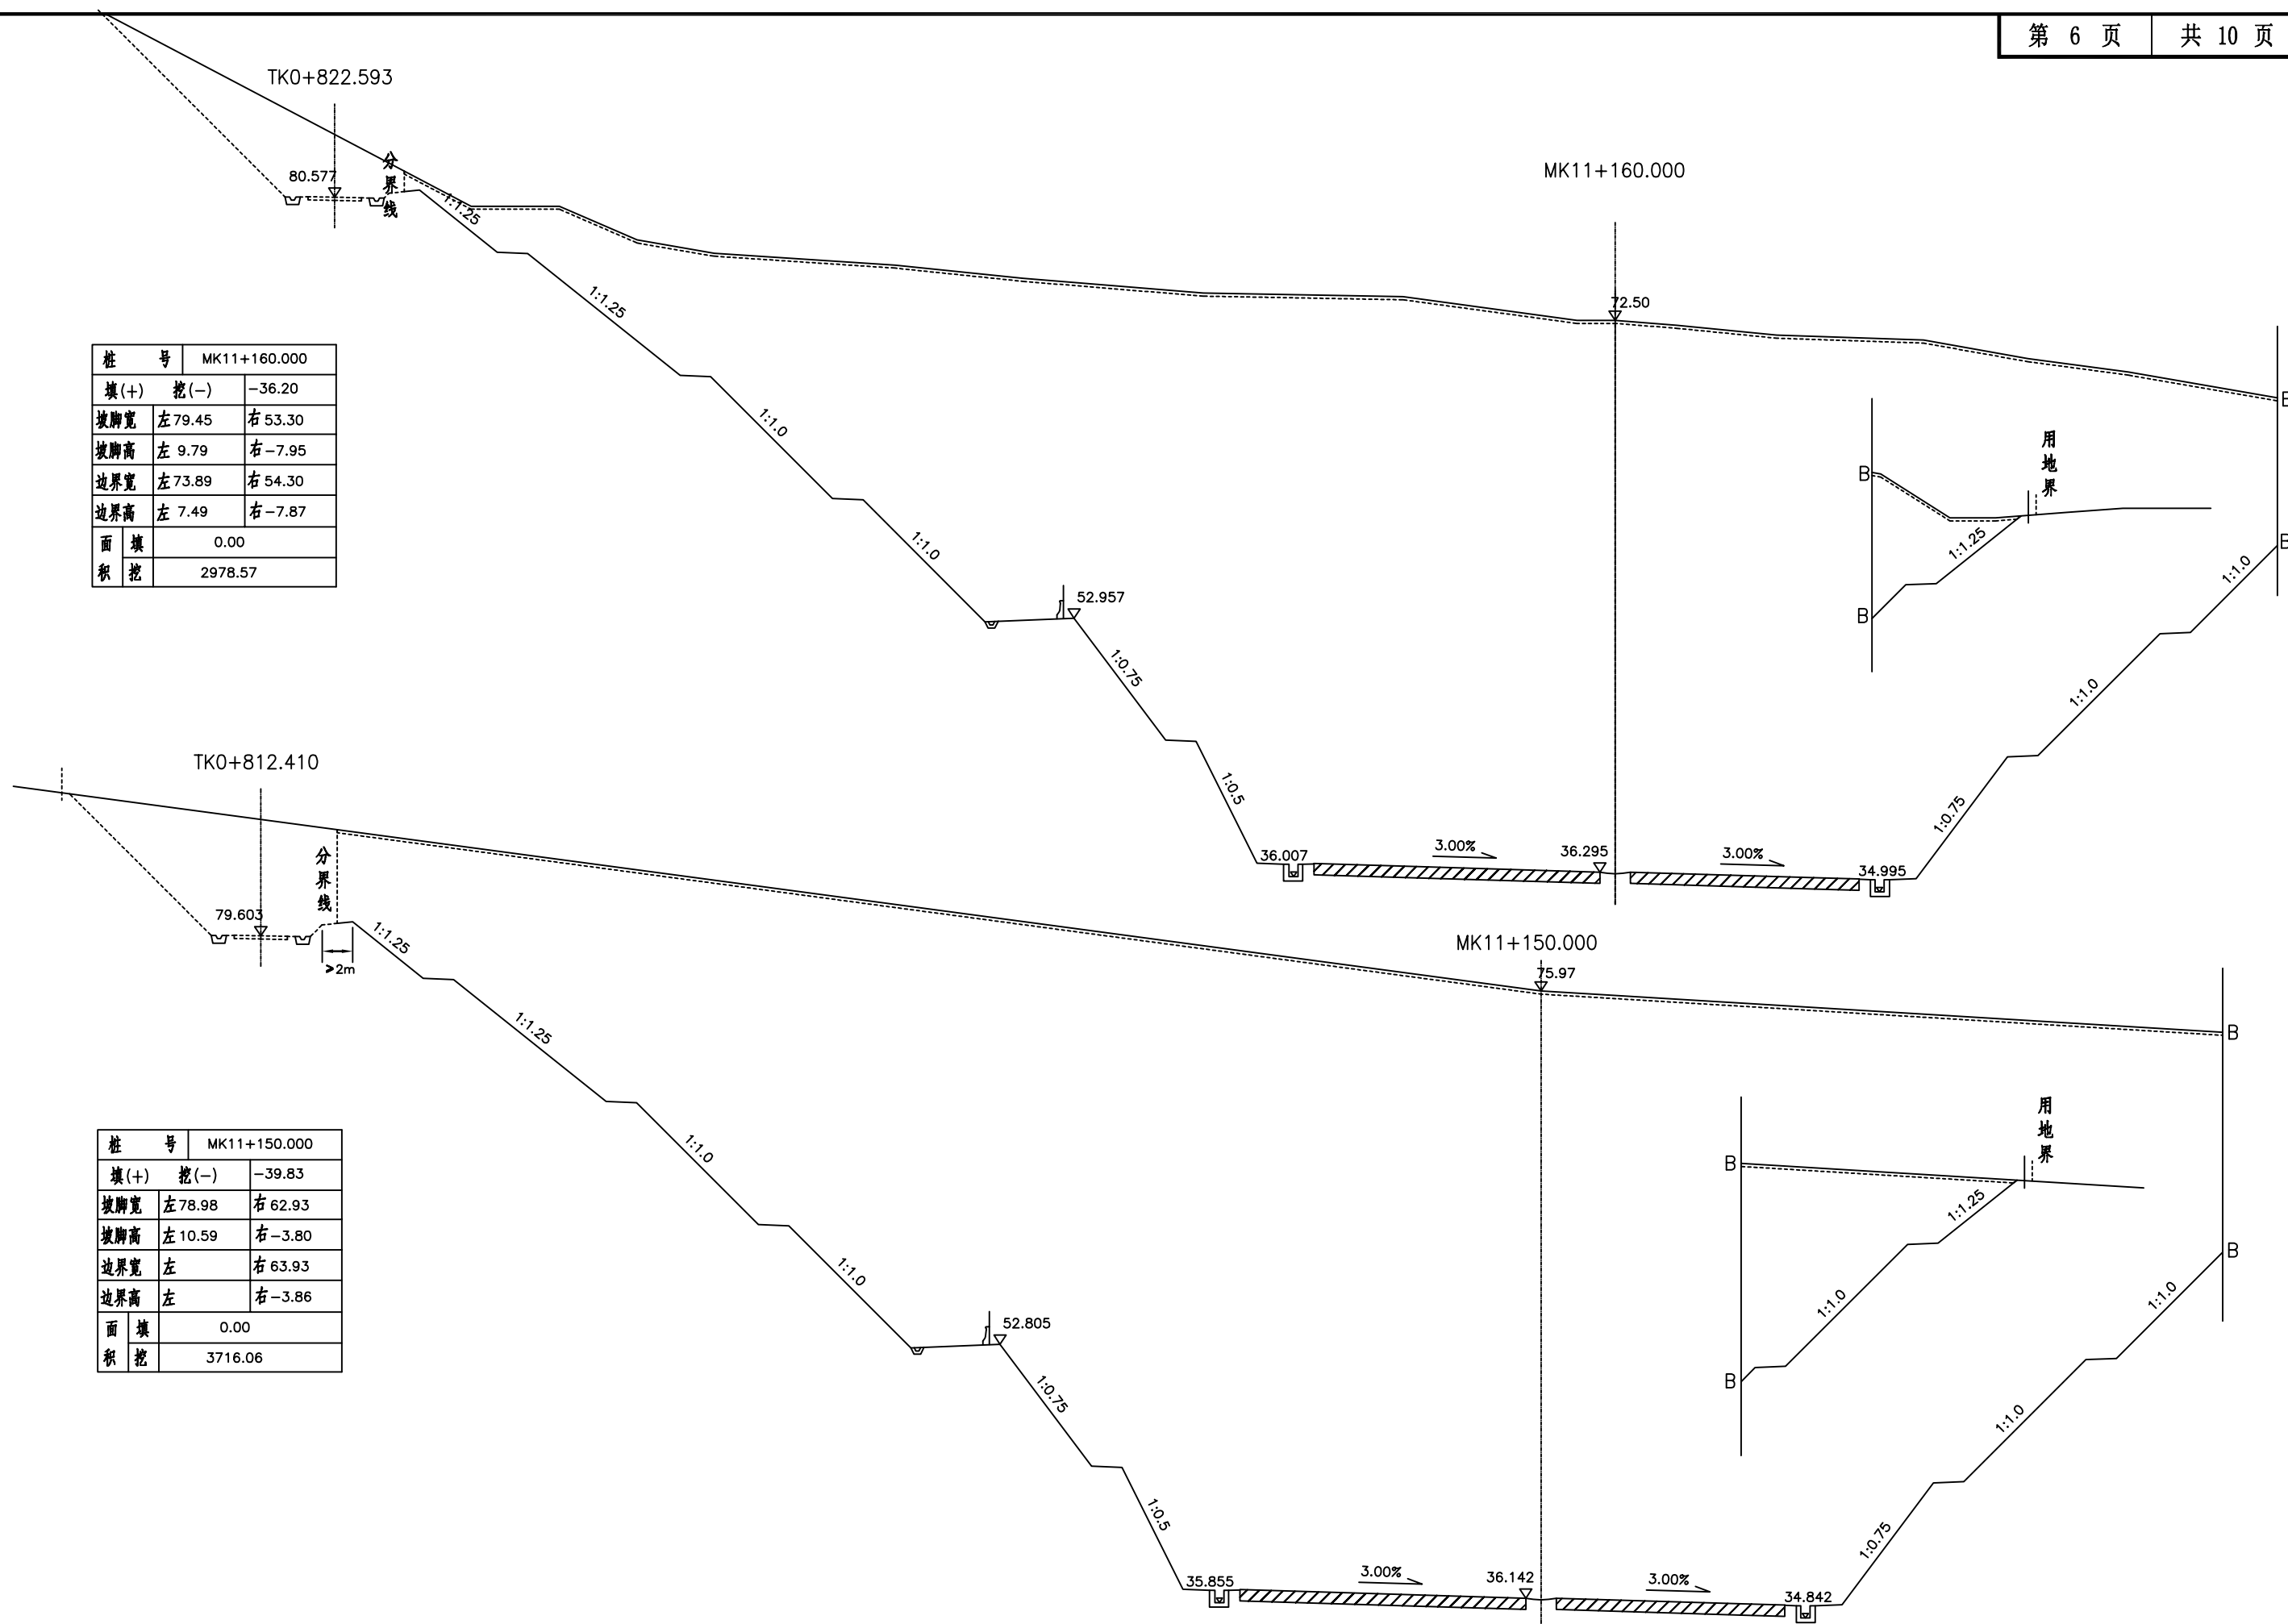 第 6 页 共 10 页
TK0+822.593
80.577
分界线
MK11+160.000
72.50
1:1.25
1:1.25
1:1.0
1:1.0
52.957
1:0.75
1:0.5
36.007
3.00%
36.295
3.00%
34.995
1:0.75
1:1.0
1:1.0
B
B
B
B
1:1.25
用地界
桩 号 MK11+160.000
填(+) 挖(-) -36.20
坡脚宽 左79.45 右53.30
坡脚高 左 9.79 右-7.95
边界宽 左73.89 右54.30
边界高 左 7.49 右-7.87
面积 填 0.00
挖 2978.57
TK0+812.410
79.603
分界线
>2m
MK11+150.000
75.97
1:1.25
1:1.25
1:1.0
1:1.0
52.805
1:0.75
1:0.5
35.855
3.00%
36.142
3.00%
34.842
1:0.75
1:1.0
1:1.0
B
B
B
B
1:1.0
1:1.25
用地界
桩 号 MK11+150.000
填(+) 挖(-) -39.83
坡脚宽 左78.98 右62.93
坡脚高 左10.59 右-3.80
边界宽 左 右63.93
边界高 左 右-3.86
面积 填 0.00
挖 3716.06